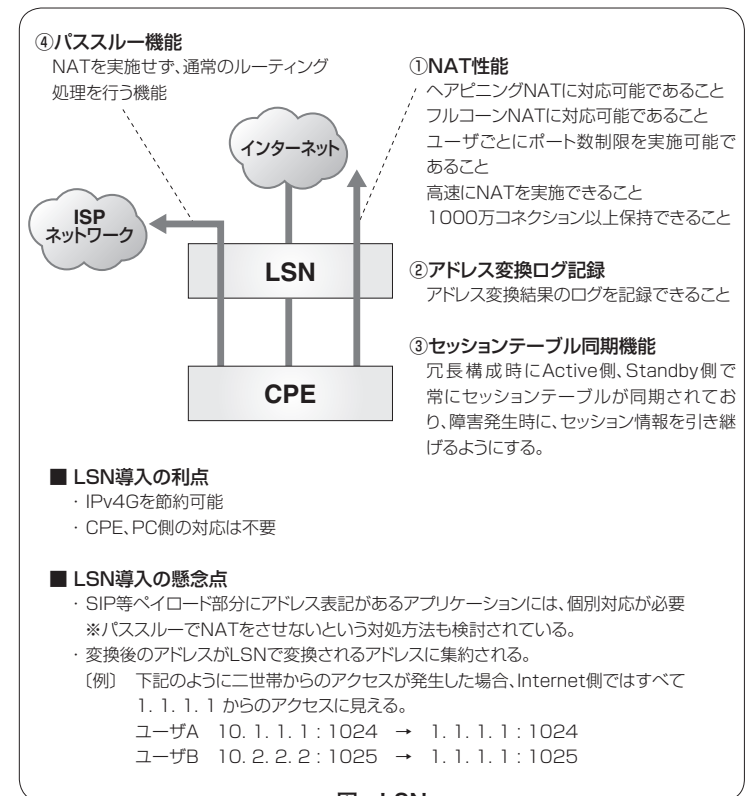 ④パススルー機能
NATを実施せず、通常のルーティング
処理を行う機能
インターネット
ISP
ネットワーク
LSN
CPE
①NAT性能
ヘアピニングNATに対応可能であること
フルコーンNATに対応可能であること
ユーザごとにポート数制限を実施可能で
あること
高速にNATを実施できること
1000万コネクション以上保持できること
②アドレス変換ログ記録
アドレス変換結果のログを記録できること
③セッションテーブル同期機能
冗長構成時にActive側、Standby側で
常にセッションテーブルが同期されてお
り、障害発生時に、セッション情報を引き継
げるようにする。
■ LSN導入の利点
・IPv4Gを節約可能
・CPE、PC側の対応は不要
■ LSN導入の懸念点
・SIP等ペイロード部分にアドレス表記があるアプリケーションには、個別対応が必要
※パススルーでNATをさせないという対処方法も検討されている。
・変換後のアドレスがLSNで変換されるアドレスに集約される。
〔例〕 下記のように二世帯からのアクセスが発生した場合、Internet側ではすべて
1. 1. 1. 1 からのアクセスに見える。
ユーザA 10. 1. 1. 1 : 1024 → 1. 1. 1. 1 : 1024
ユーザB 10. 2. 2. 2 : 1025 → 1. 1. 1. 1 : 1025